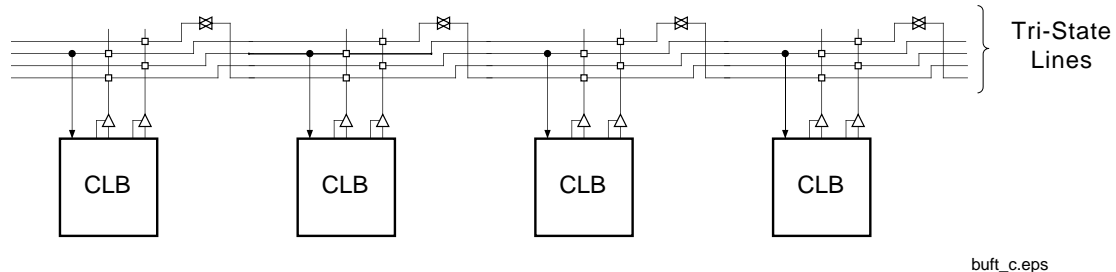 Tri-State
Lines
CLB CLB CLB CLB
buft_c.eps